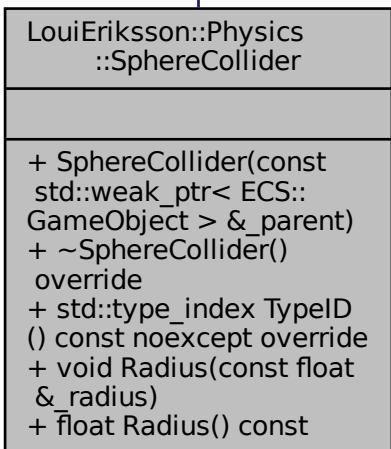 LouiEriksson::Physics
::SphereCollider
+ SphereCollider(const
std::weak_ptr< ECS::
GameObject > &_parent)
+ ~SphereCollider()
override
+ std::type_index TypeID
() const noexcept override
+ void Radius(const float
&_radius)
+ float Radius() const